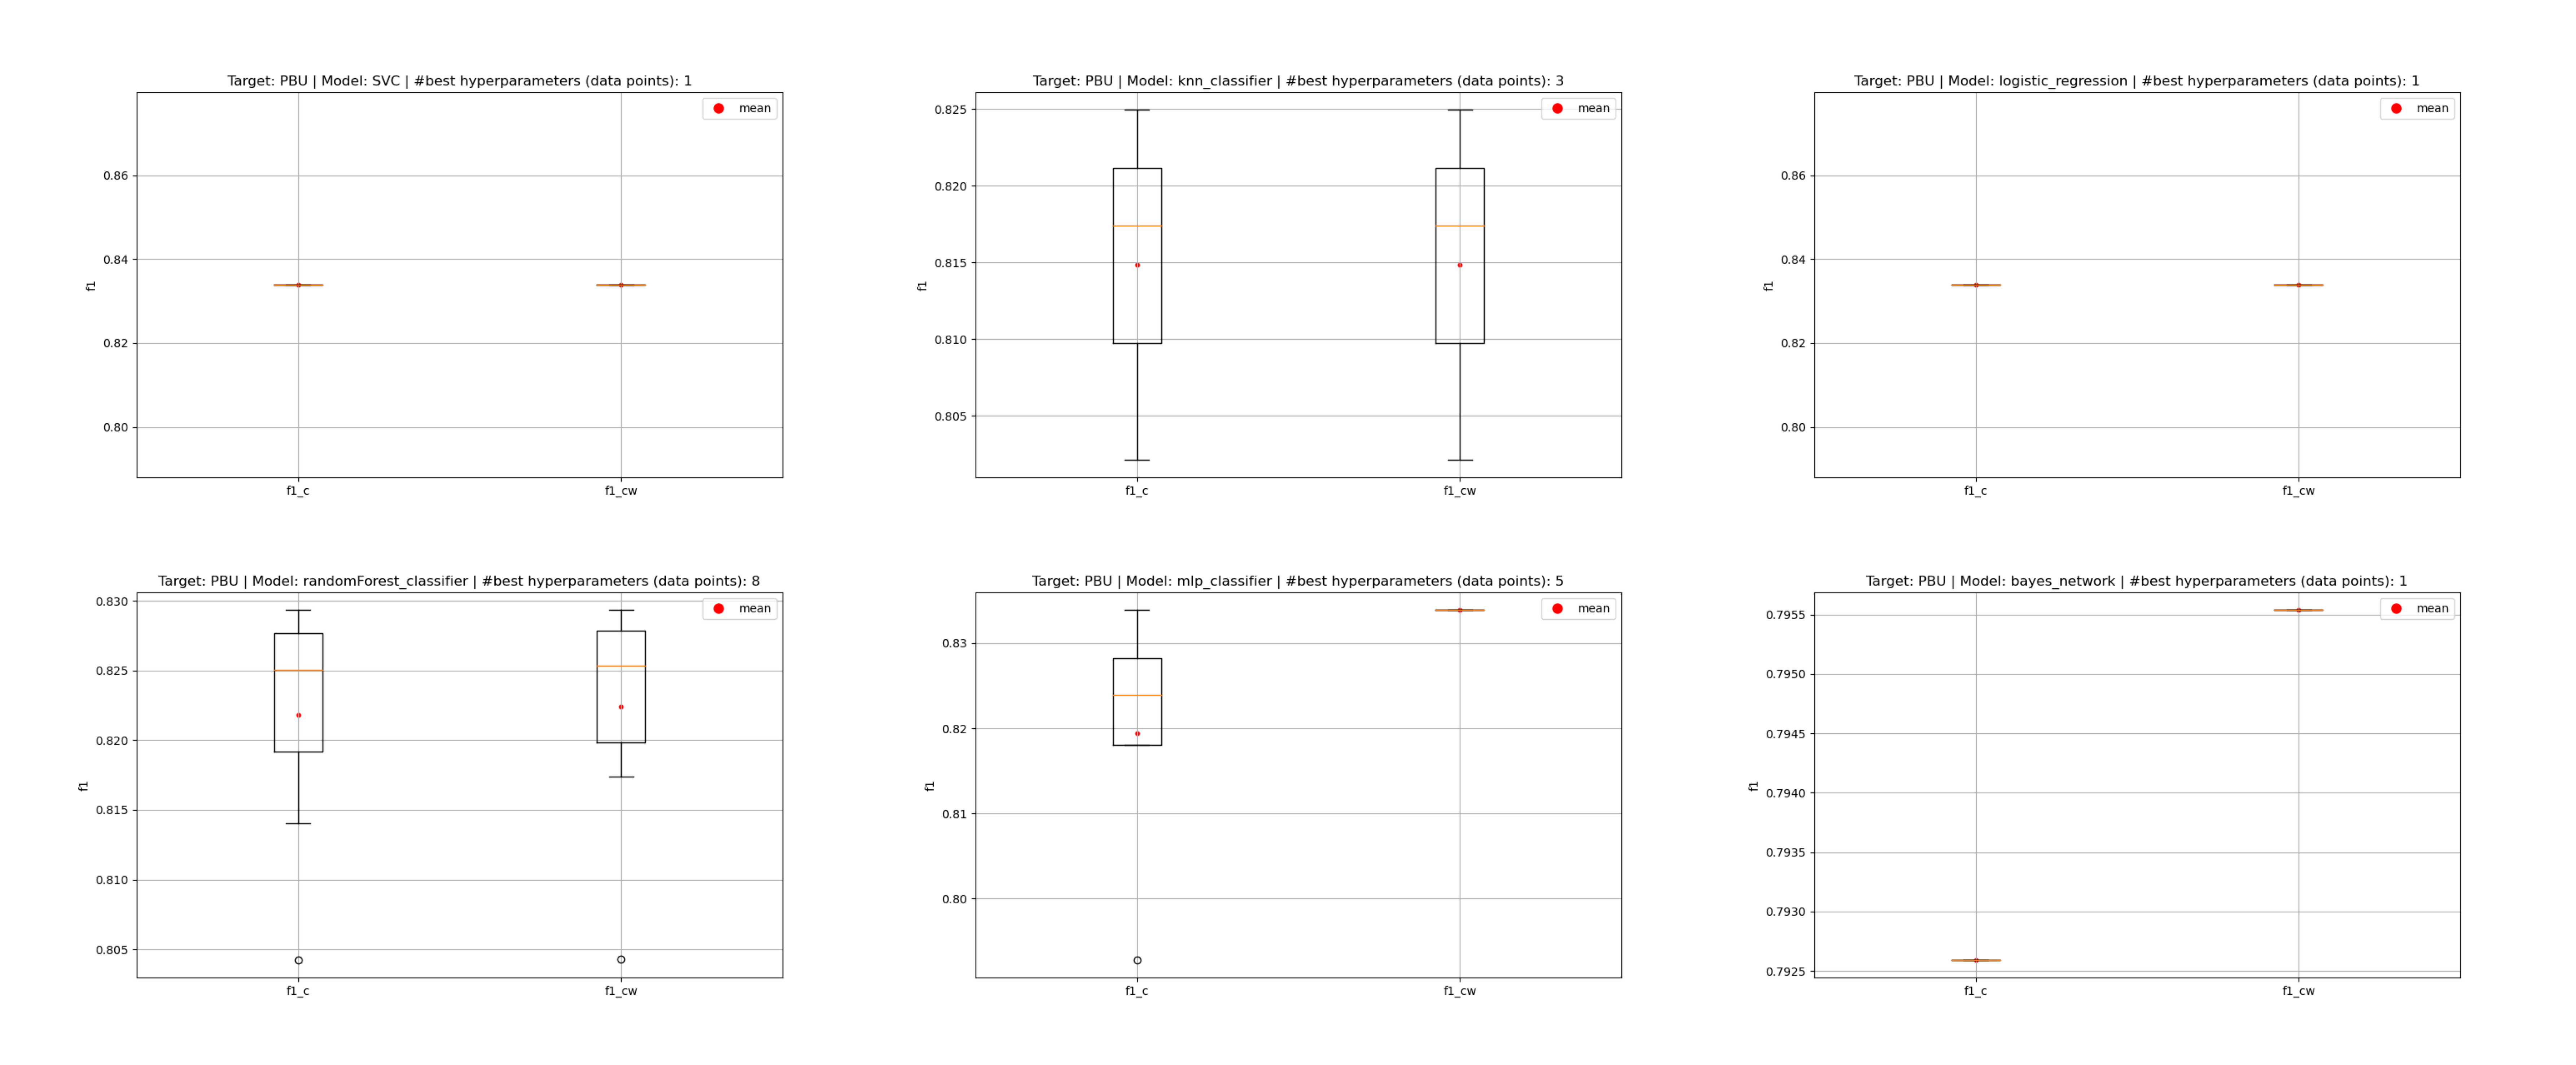 Target: PBU | Model: SVC | #best hyperparameters (data points): 1
mean
0.86
0.84
0.82
0.80
f1
f1_c
f1_cw
Target: PBU | Model: knn_classifier | #best hyperparameters (data points): 3
mean
0.825
0.820
0.815
0.810
0.805
f1
f1_c
f1_cw
Target: PBU | Model: logistic_regression | #best hyperparameters (data points): 1
mean
0.86
0.84
0.82
0.80
f1
f1_c
f1_cw
Target: PBU | Model: randomForest_classifier | #best hyperparameters (data points): 8
mean
0.830
0.825
0.820
0.815
0.810
0.805
f1
f1_c
f1_cw
Target: PBU | Model: mlp_classifier | #best hyperparameters (data points): 5
mean
0.83
0.82
0.81
0.80
f1
f1_c
f1_cw
Target: PBU | Model: bayes_network | #best hyperparameters (data points): 1
mean
0.7955
0.7950
0.7945
0.7940
0.7935
0.7930
0.7925
f1
f1_c
f1_cw